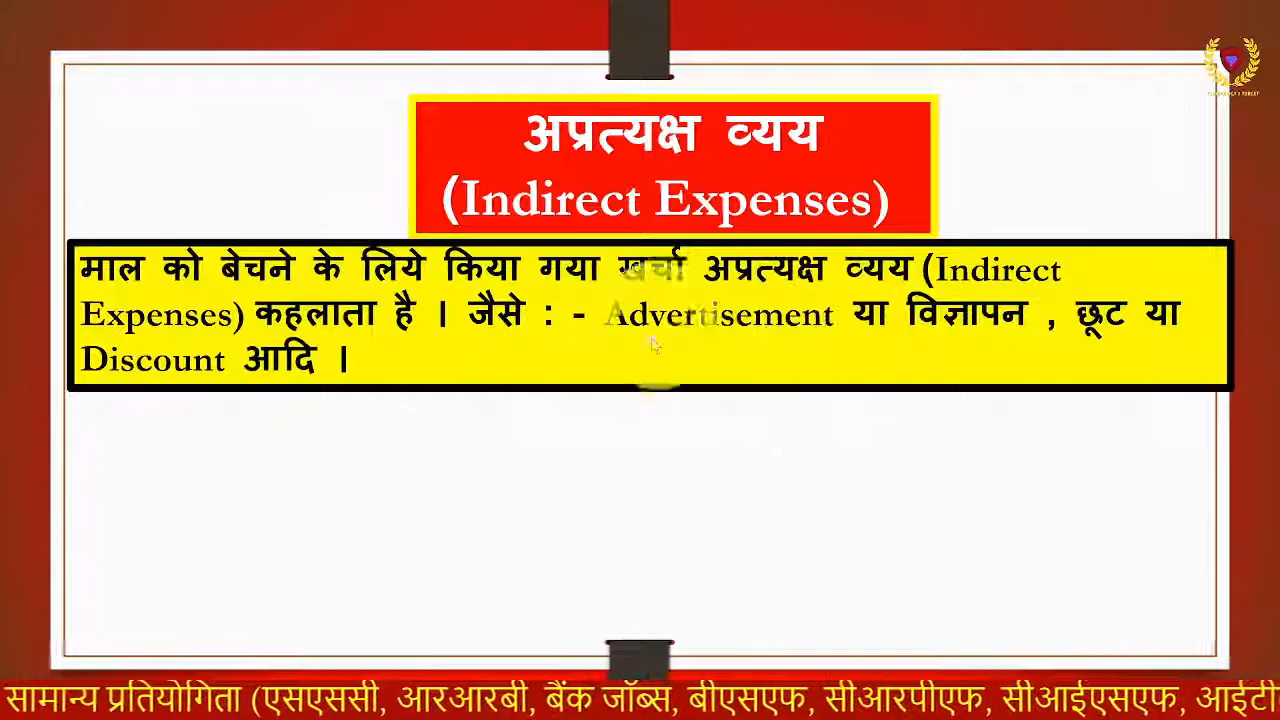 अप्रत्यक्ष व्यय
(Indirect Expenses)
माल को बेचने के लिये किया गया खर्चा अप्रत्यक्ष व्यय (Indirect
Expenses) कहलाता है । जैसे : - Advertisement या विज्ञापन , छूट या
Discount आदि ।
सामान्य प्रतियोगिता (एसएससी, आरआरबी, बैंक जॉब्स, बीएसएफ, सीआरपीएफ, सीआईएसएफ, आईटी